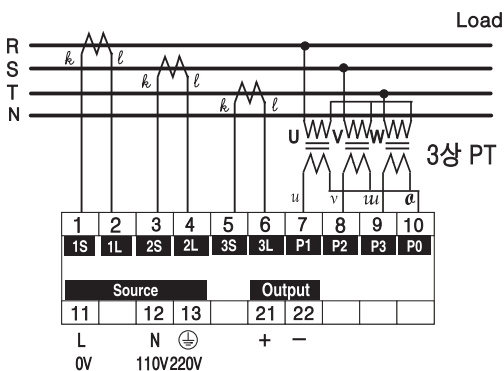 Load
R
S
T
N
k l
k l
k l
U V W
3상 PT
u v w o
1 2 3 4 5 6 7 8 9 10
1S 1L 2S 2L 3S 3L P1 P2 P3 P0
Source Output
11 12 13 21 22
L N + −
0V 110V 220V